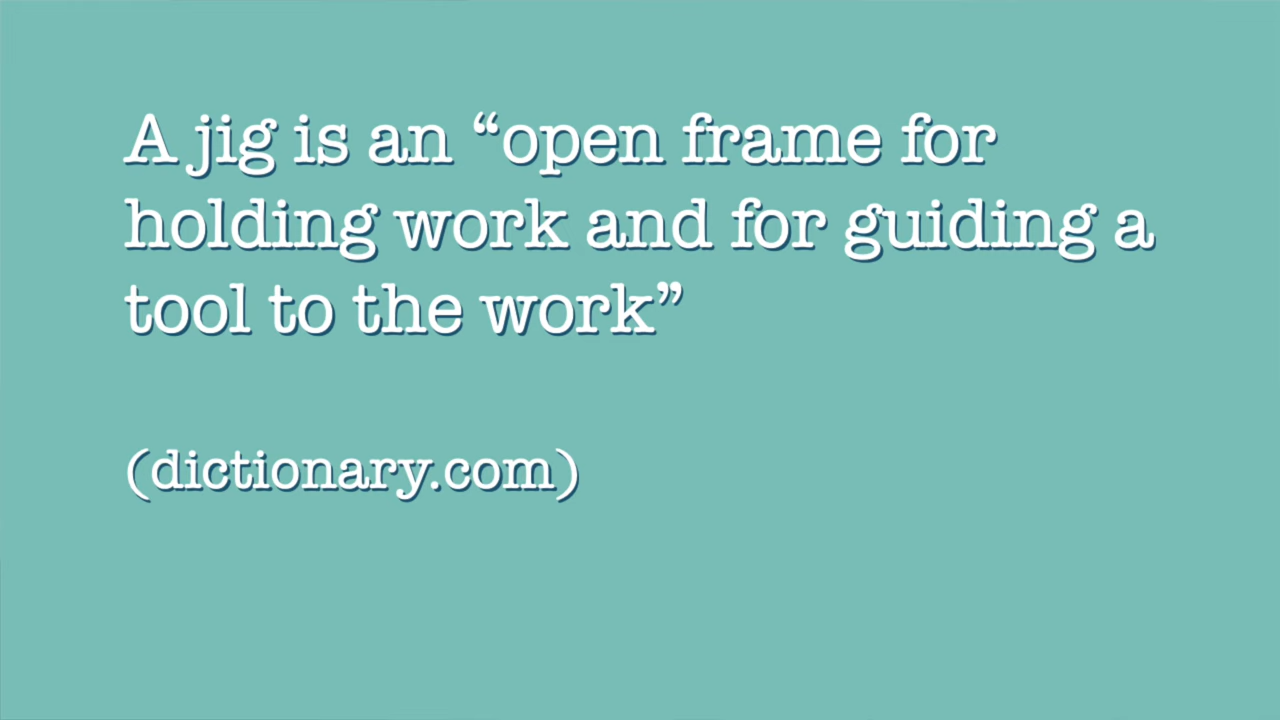 A jig is an “open frame for
holding work and for guiding a
tool to the work”
(dictionary.com)